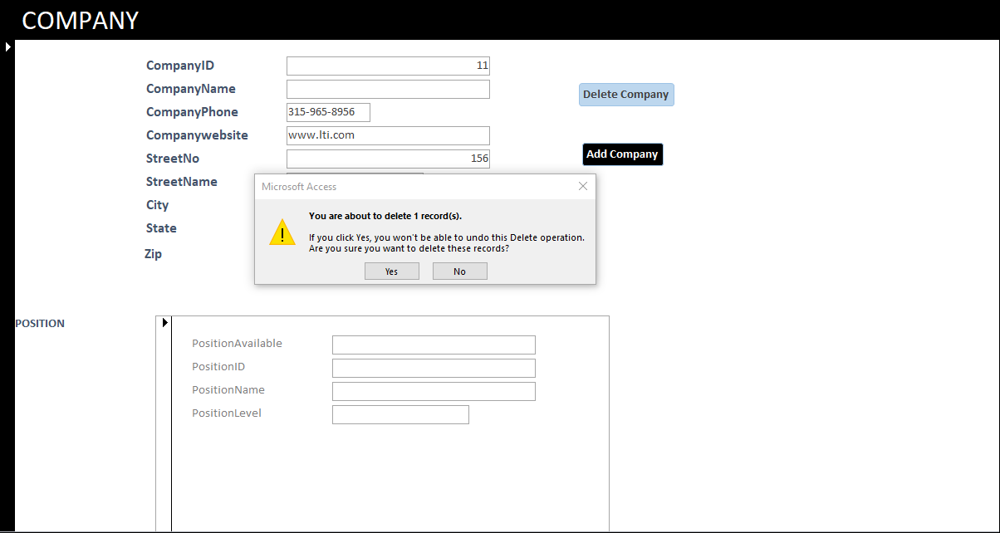 COMPANY
CompanyID 11
CompanyName
Delete Company
CompanyPhone 315-965-8956
Companywebsite www.lti.com
Add Company
StreetNo 156
StreetName
City
State
Zip
Microsoft Access
You are about to delete 1 record(s).
If you click Yes, you won't be able to undo this Delete operation.
Are you sure you want to delete these records?
Yes No
POSITION
PositionAvailable
PositionID
PositionName
PositionLevel